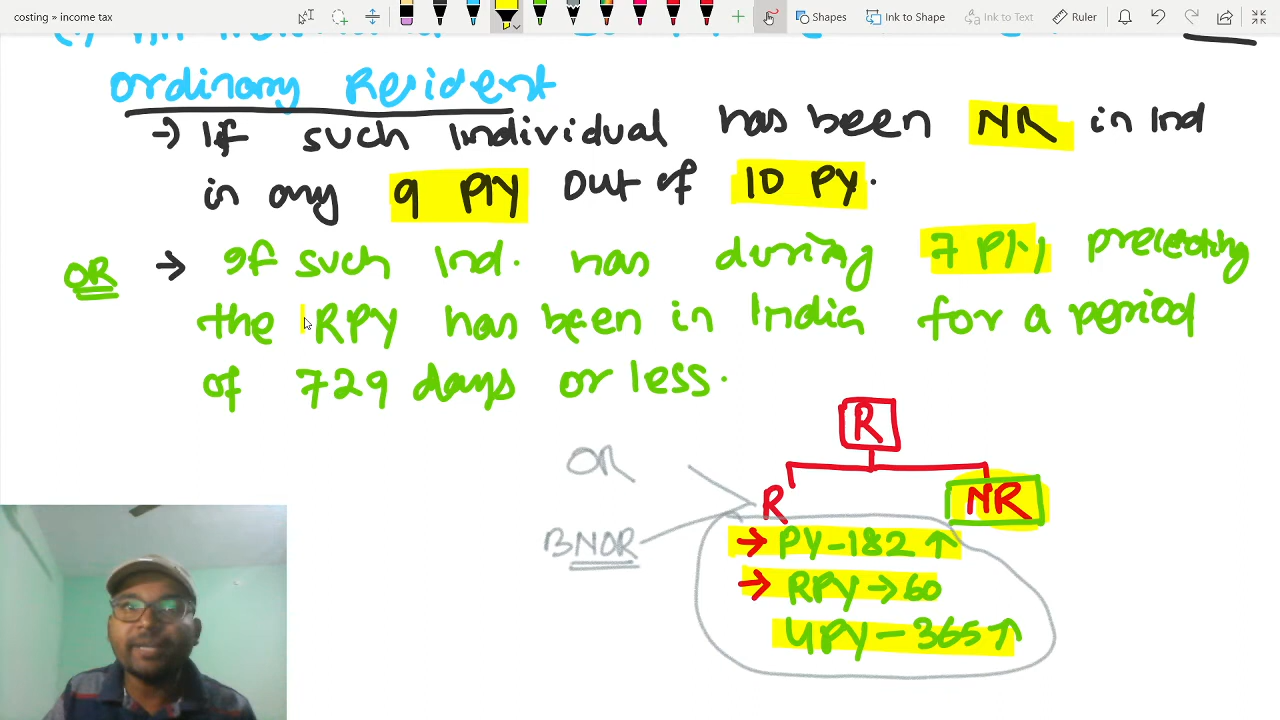 costing » income tax
Shapes
Ink to Shape
Ink to Text
Ruler
ordinary Resident
→ If such Individual has been NR in Ind
in any 9 PIY Out of 10 PY.
OR → If such Ind. has during 7 P.Y, preceding
the RPY has been in India for a period
of 729 days or less.
R
OR
R NR
→ PY-182 ↑
BNOR
→ RPY → 60
4PY - 365 ↑